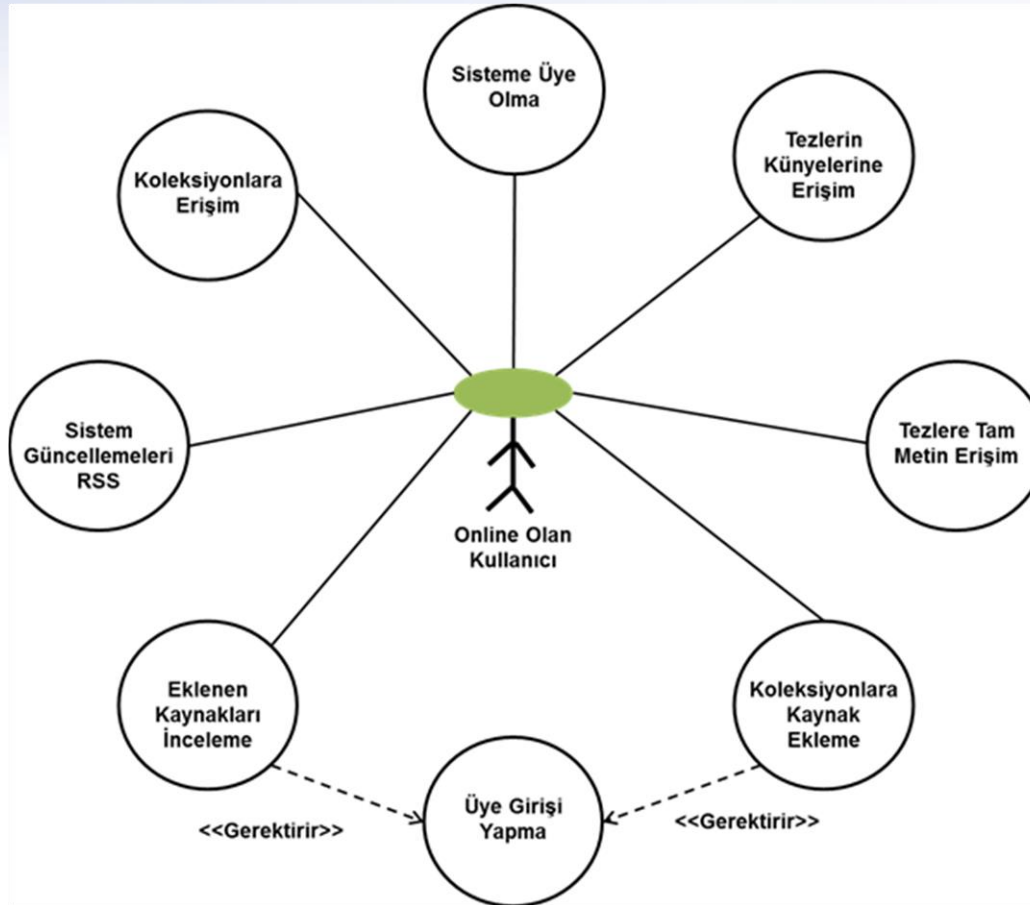 Sisteme Üye
Olma
Tezlerin
Künyelerine
Erişim
Koleksiyonlara
Erişim
Sistem
Güncellemeleri
RSS
Tezlere Tam
Metin Erişim
Online Olan
Kullanıcı
Eklenen
Kaynakları
İnceleme
Koleksiyonlara
Kaynak
Ekleme
Üye Girişi
Yapma
<<Gerektirir>>
<<Gerektirir>>